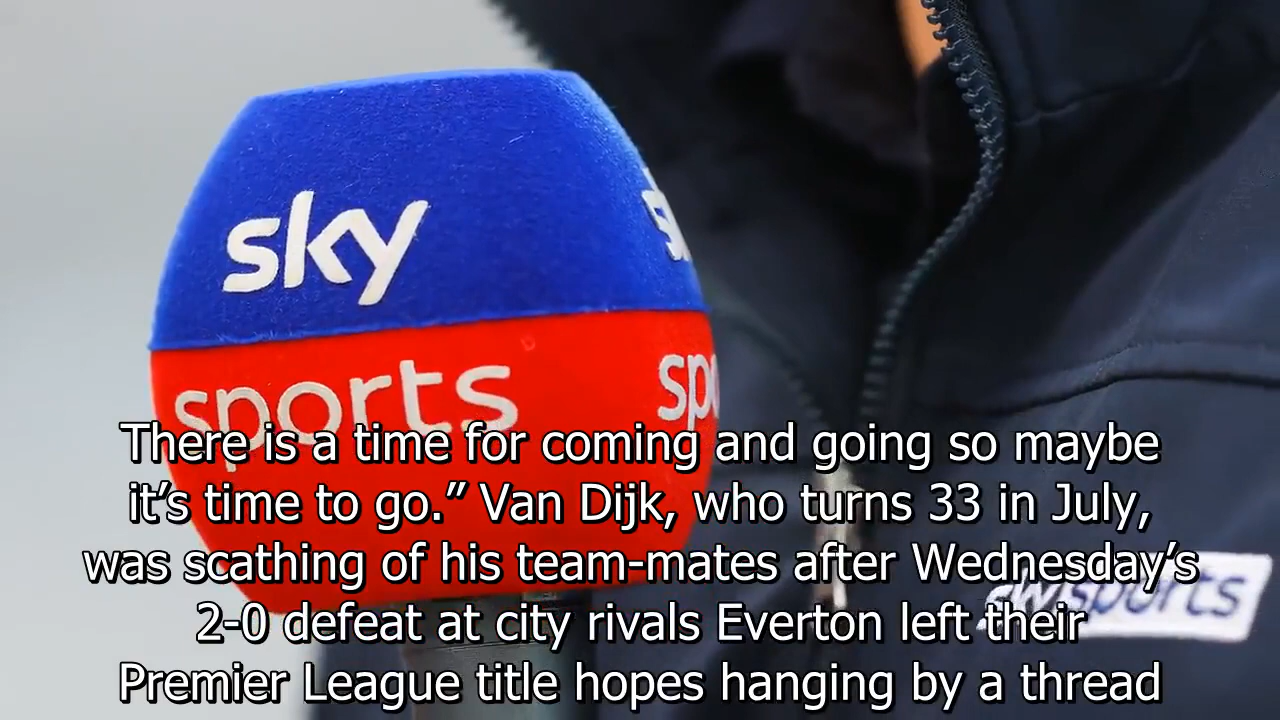 sky
sports
sp
There is a time for coming and going so maybe
it’s time to go.” Van Dijk, who turns 33 in July,
was scathing of his team-mates after Wednesday’s
2-0 defeat at city rivals Everton left their
Premier League title hopes hanging by a thread
sports